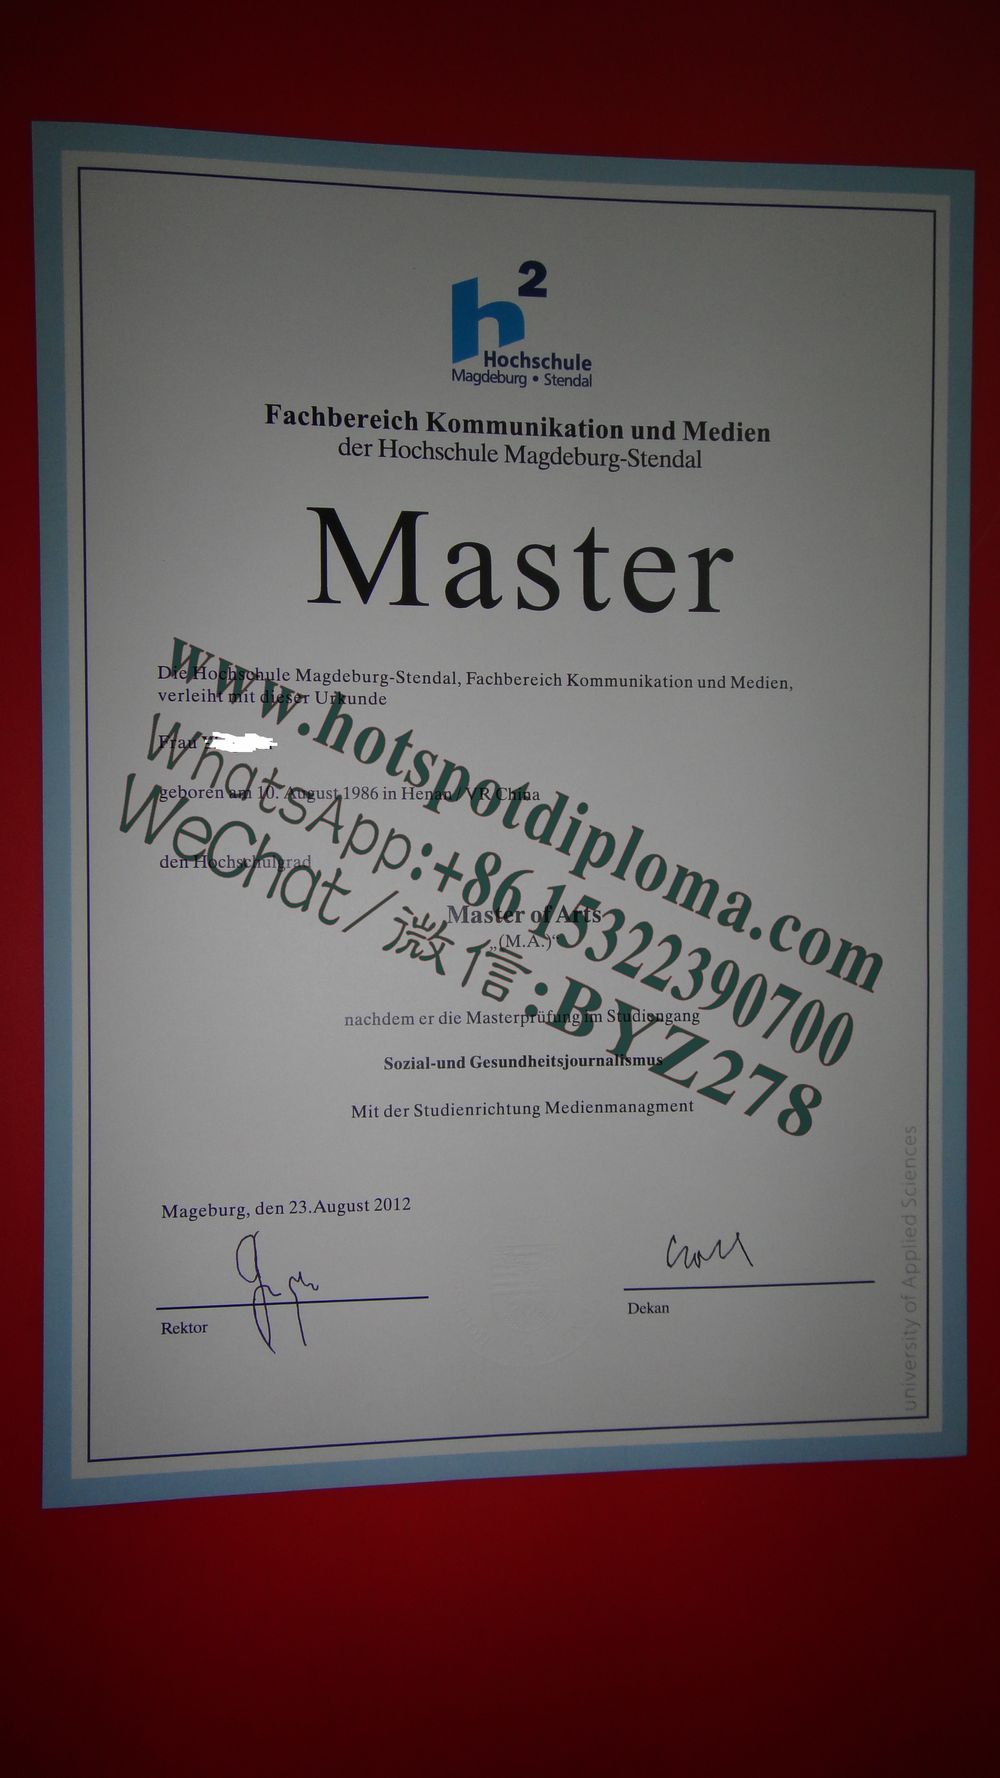 h2
Hochschule
Magdeburg • Stendal
Fachbereich Kommunikation und Medien
der Hochschule Magdeburg-Stendal
Master
Die Hochschule Magdeburg-Stendal, Fachbereich Kommunikation und Medien,
verleiht mit dieser Urkunde
Frau
geboren am 10. August 1986 in Henan / VR China
den Hochschulgrad
Master of Arts
„(M.A.)“
nachdem er die Masterprüfung im Studiengang
Sozial-und Gesundheitsjournalismus
Mit der Studienrichtung Medienmanagment
Mageburg, den 23.August 2012
Rektor
Dekan
university of Applied Sciences
www.hotspotdiploma.com
WhatsApp:+86 15322390700
WeChat/微信:BYZ278